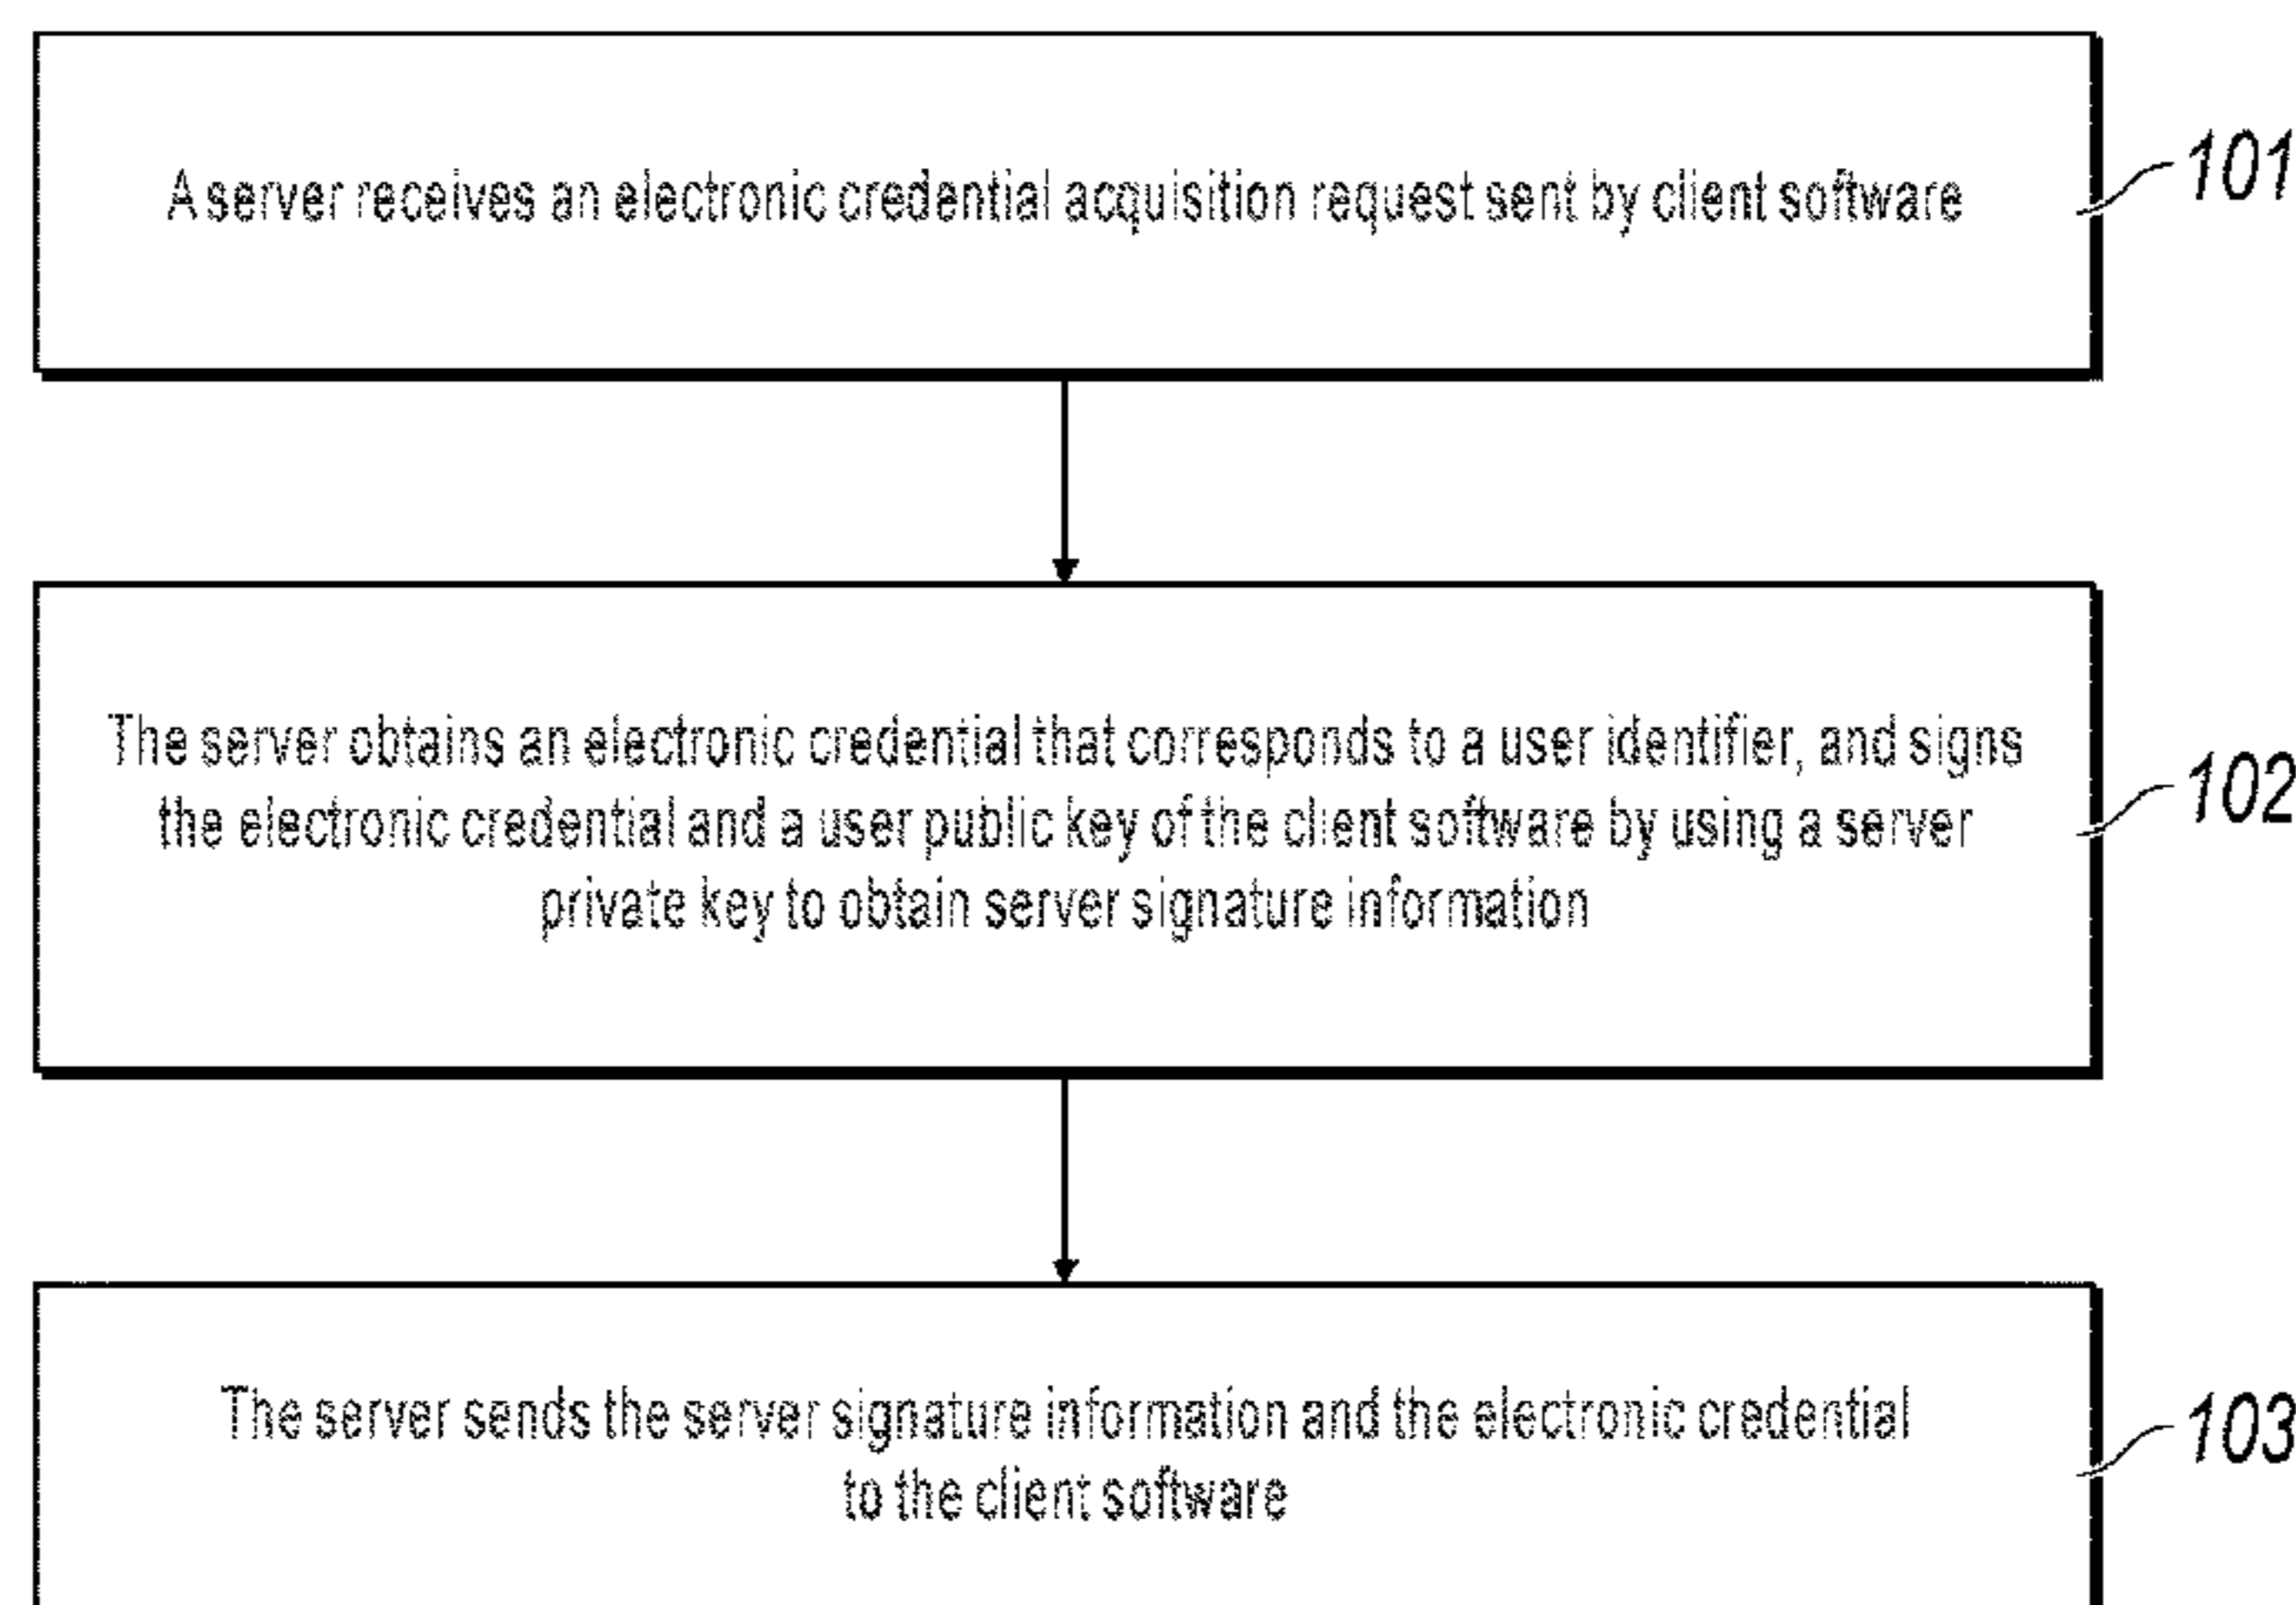 A server receives an electronic credential acquisition request sent by client software
101
The server obtains an electronic credential that corresponds to a user identifier, and signs
the electronic credential and a user public key of the client software by using a server
private key to obtain server signature information
102
The server sends the server signature information and the electronic credential
to the client software
103